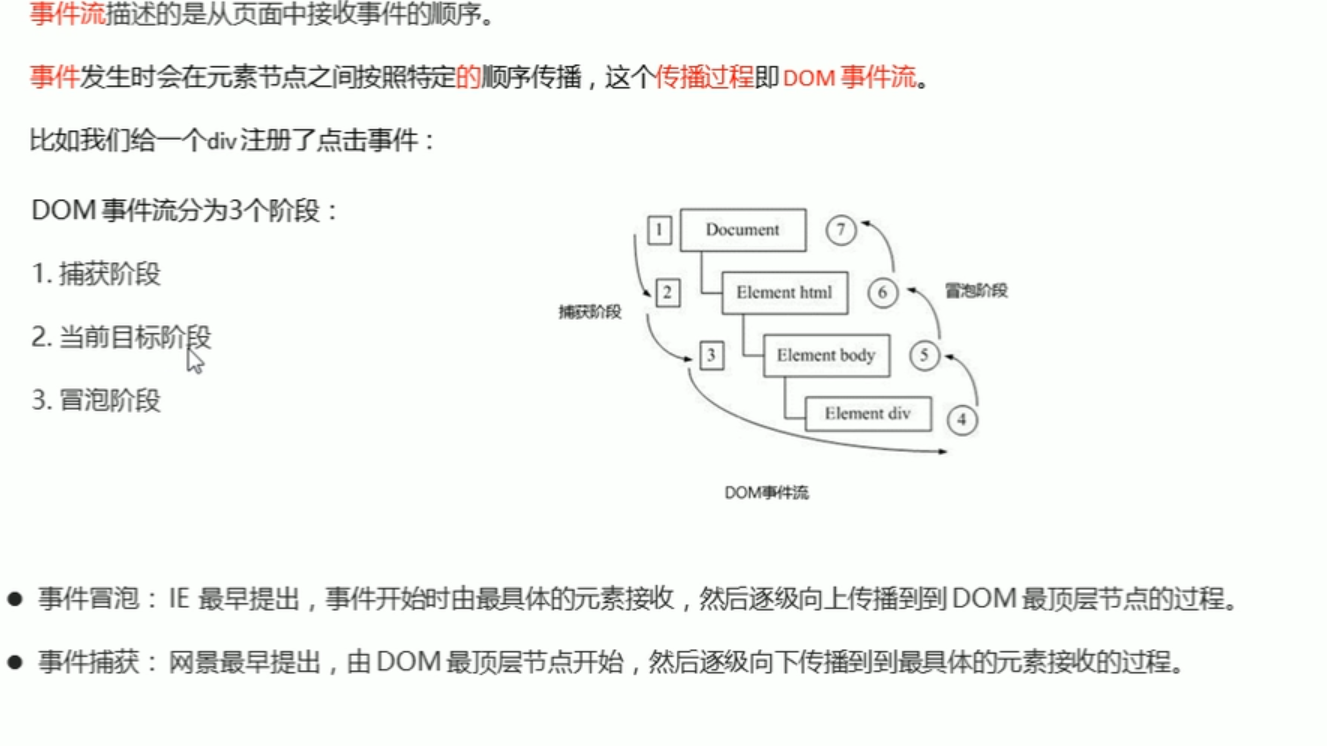 事件流描述的是从页面中接收事件的顺序。
事件发生时会在元素节点之间按照特定的顺序传播，这个传播过程即 DOM 事件流。
比如我们给一个div 注册了点击事件：
DOM 事件流分为3个阶段：
1. 捕获阶段
2. 当前目标阶段
3. 冒泡阶段
1 Document 7
2 Element html 6
冒泡阶段
捕获阶段
3 Element body 5
Element div 4
DOM事件流
● 事件冒泡： IE 最早提出，事件开始时由最具体的元素接收，然后逐级向上传播到到 DOM 最顶层节点的过程。
● 事件捕获： 网景最早提出，由 DOM 最顶层节点开始，然后逐级向下传播到到最具体的元素接收的过程。